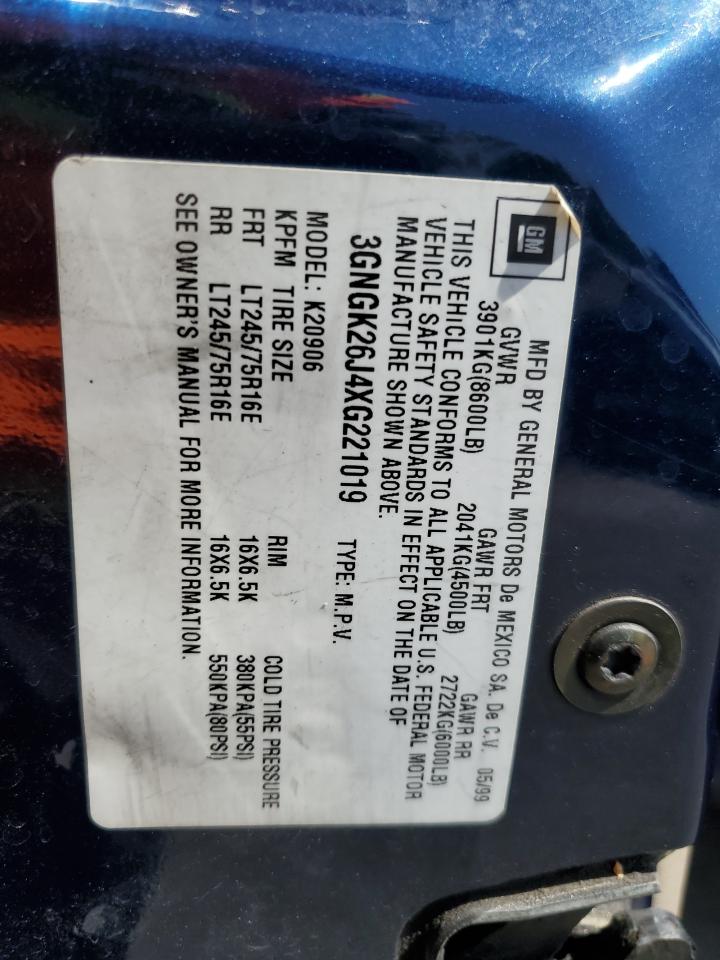 GM
MFD BY GENERAL MOTORS De MEXICO SA. De C.V. 05/99
GVWR GAWR FRT GAWR RR
3901KG(8600LB) 2041KG(4500LB) 2722KG(6000LB)
THIS VEHICLE CONFORMS TO ALL APPLICABLE U.S. FEDERAL MOTOR
VEHICLE SAFETY STANDARDS IN EFFECT ON THE DATE OF
MANUFACTURE SHOWN ABOVE.
3GNGK26J4XG221019 TYPE: M.P.V.
MODEL: K20906
KPFM TIRE SIZE RIM COLD TIRE PRESSURE
FRT LT245/75R16E 16X6.5K 380KPA(55PSI)
RR LT245/75R16E 16X6.5K 550KPA(80PSI)
SEE OWNER'S MANUAL FOR MORE INFORMATION.